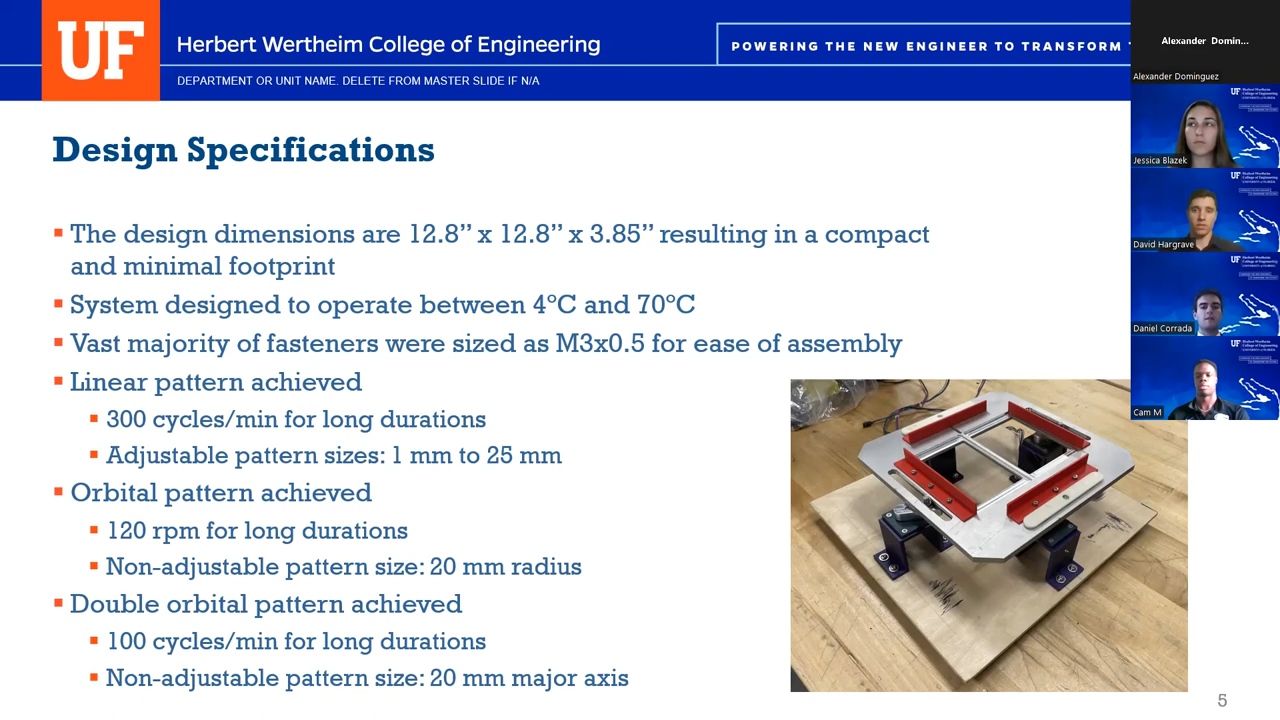 UF
Herbert Wertheim College of Engineering
POWERING THE NEW ENGINEER TO TRANSFORM
DEPARTMENT OR UNIT NAME. DELETE FROM MASTER SLIDE IF N/A
Alexander Domin...
Alexander Dominguez
Jessica Blazek
David Hargrave
Daniel Corrada
Cam M
Design Specifications
▪ The design dimensions are 12.8” x 12.8” x 3.85” resulting in a compact
and minimal footprint
▪ System designed to operate between 4°C and 70°C
▪ Vast majority of fasteners were sized as M3x0.5 for ease of assembly
▪ Linear pattern achieved
▪ 300 cycles/min for long durations
▪ Adjustable pattern sizes: 1 mm to 25 mm
▪ Orbital pattern achieved
▪ 120 rpm for long durations
▪ Non-adjustable pattern size: 20 mm radius
▪ Double orbital pattern achieved
▪ 100 cycles/min for long durations
▪ Non-adjustable pattern size: 20 mm major axis
5